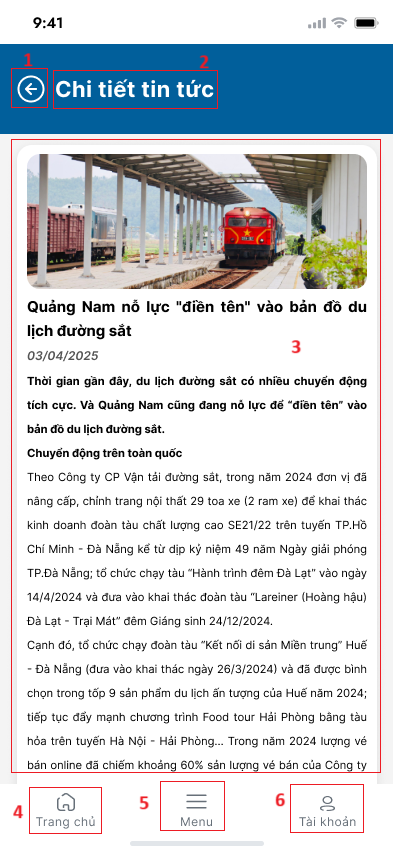 9:41
1
2
Chi tiết tin tức
Quảng Nam nỗ lực "điền tên" vào bản đồ du
lịch đường sắt
3
03/04/2025
Thời gian gần đây, du lịch đường sắt có nhiều chuyển động
tích cực. Và Quảng Nam cũng đang nỗ lực để “điền tên” vào
bản đồ du lịch đường sắt.
Chuyển động trên toàn quốc
Theo Công ty CP Vận tải đường sắt, trong năm 2024 đơn vị đã
nâng cấp, chỉnh trang nội thất 29 toa xe (2 ram xe) để khai thác
kinh doanh đoàn tàu chất lượng cao SE21/22 trên tuyến TP.Hồ
Chí Minh - Đà Nẵng kể từ dịp kỷ niệm 49 năm Ngày giải phóng
TP.Đà Nẵng; tổ chức chạy tàu “Hành trình đêm Đà Lạt” vào ngày
14/4/2024 và đưa vào khai thác đoàn tàu “Lareiner (Hoàng hậu)
Đà Lạt - Trại Mát” đêm Giáng sinh 24/12/2024.
Cạnh đó, tổ chức chạy đoàn tàu “Kết nối di sản Miền trung” Huế
- Đà Nẵng (đưa vào khai thác ngày 26/3/2024) và đã được bình
chọn trong tốp 9 sản phẩm du lịch ấn tượng của Huế năm 2024;
tiếp tục đẩy mạnh chương trình Food tour Hải Phòng bằng tàu
hỏa trên tuyến Hà Nội - Hải Phòng... Trong năm 2024 lượng vé
bán online đã chiếm khoảng 60% sản lượng vé bán của Công ty
4
Trang chủ
5
Menu
6
Tài khoản